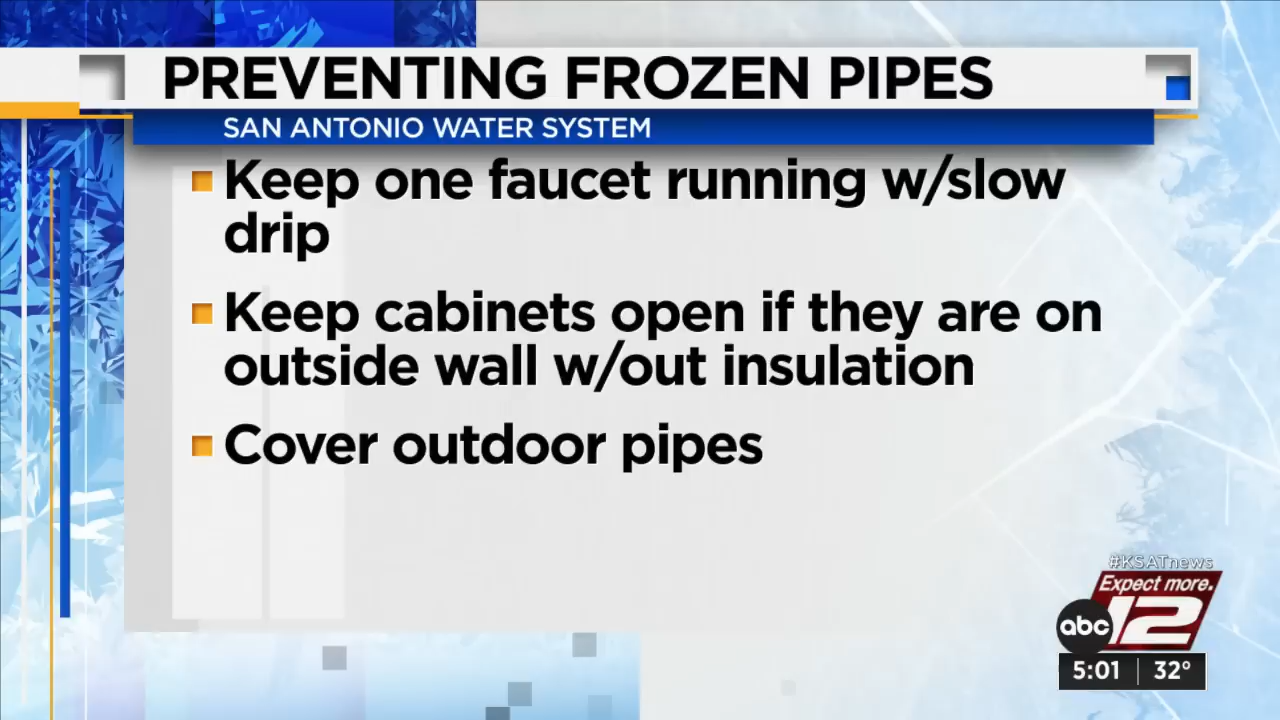 PREVENTING FROZEN PIPES
SAN ANTONIO WATER SYSTEM
Keep one faucet running w/slow
drip
Keep cabinets open if they are on
outside wall w/out insulation
Cover outdoor pipes
#KSATnews
Expect more.
abc 12
5:01 32°